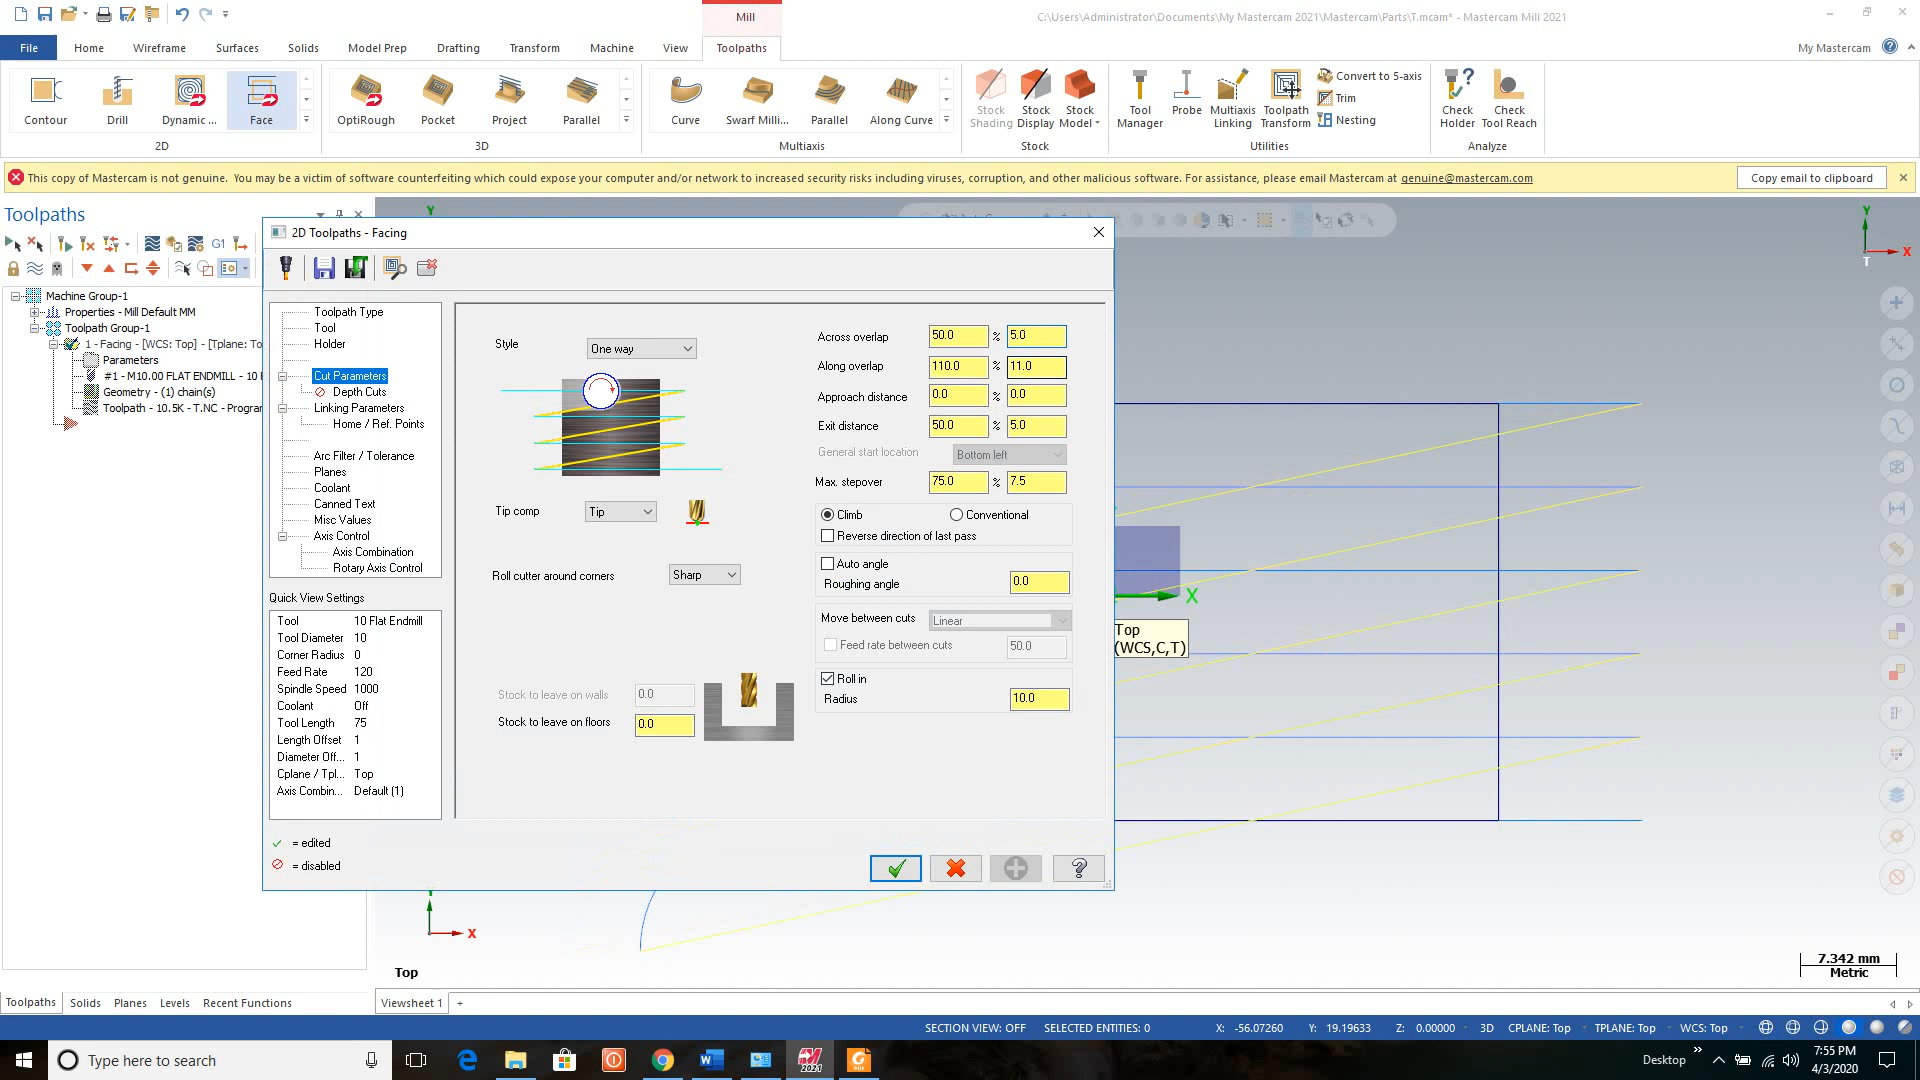 Mill
C:\Users\Administrator\Documents\My Mastercam 2021\Mastercam\Parts\T.mcam* - Mastercam Mill 2021
File Home Wireframe Surfaces Solids Model Prep Drafting Transform Machine View Toolpaths My Mastercam
Contour Drill Dynamic ... Face OptiRough Pocket Project Parallel Curve Swarf Milli... Parallel Along Curve
Stock Shading Stock Display Stock Model Tool Manager Probe Multiaxis Linking Toolpath Transform
Convert to 5-axis
Trim
Nesting
Check Holder Check Tool Reach
2D 3D Multiaxis Stock Utilities Analyze
This copy of Mastercam is not genuine. You may be a victim of software counterfeiting which could expose your computer and/or network to increased security risks including viruses, corruption, and other malicious software. For assistance, please email Mastercam at genuine@mastercam.com
Copy email to clipboard
Toolpaths
G1
Machine Group-1
Properties - Mill Default MM
Toolpath Group-1
1 - Facing - [WCS: Top] - [Tplane: To
Parameters
#1 - M10.00 FLAT ENDMILL - 10 F
Geometry - (1) chain(s)
Toolpath - 10.5K - T.NC - Progran
2D Toolpaths - Facing
Toolpath Type
Tool
Holder
Cut Parameters
Depth Cuts
Linking Parameters
Home / Ref. Points
Arc Filter / Tolerance
Planes
Coolant
Canned Text
Misc Values
Axis Control
Axis Combination
Rotary Axis Control
Quick View Settings
Tool 10 Flat Endmill
Tool Diameter 10
Corner Radius 0
Feed Rate 120
Spindle Speed 1000
Coolant Off
Tool Length 75
Length Offset 1
Diameter Off... 1
Cplane / Tpl... Top
Axis Combin... Default (1)
= edited
= disabled
Style One way
Tip comp Tip
Roll cutter around corners Sharp
Stock to leave on walls 0.0
Stock to leave on floors 0.0
Across overlap 50.0 % 5.0
Along overlap 110.0 % 11.0
Approach distance 0.0 % 0.0
Exit distance 50.0 % 5.0
General start location Bottom left
Max. stepover 75.0 % 7.5
Climb Conventional
Reverse direction of last pass
Auto angle
Roughing angle 0.0
Move between cuts Linear
Feed rate between cuts 50.0
Roll in
Radius 10.0
?
Y
Y
X
T
X
Top
(WCS,C,T)
X
Top
7.342 mm
Metric
Toolpaths Solids Planes Levels Recent Functions
Viewsheet 1 +
SECTION VIEW: OFF SELECTED ENTITIES: 0 X: -56.07260 Y: 19.19633 Z: 0.00000 3D CPLANE: Top TPLANE: Top WCS: Top
Type here to search
2021
Desktop
7:55 PM
4/3/2020